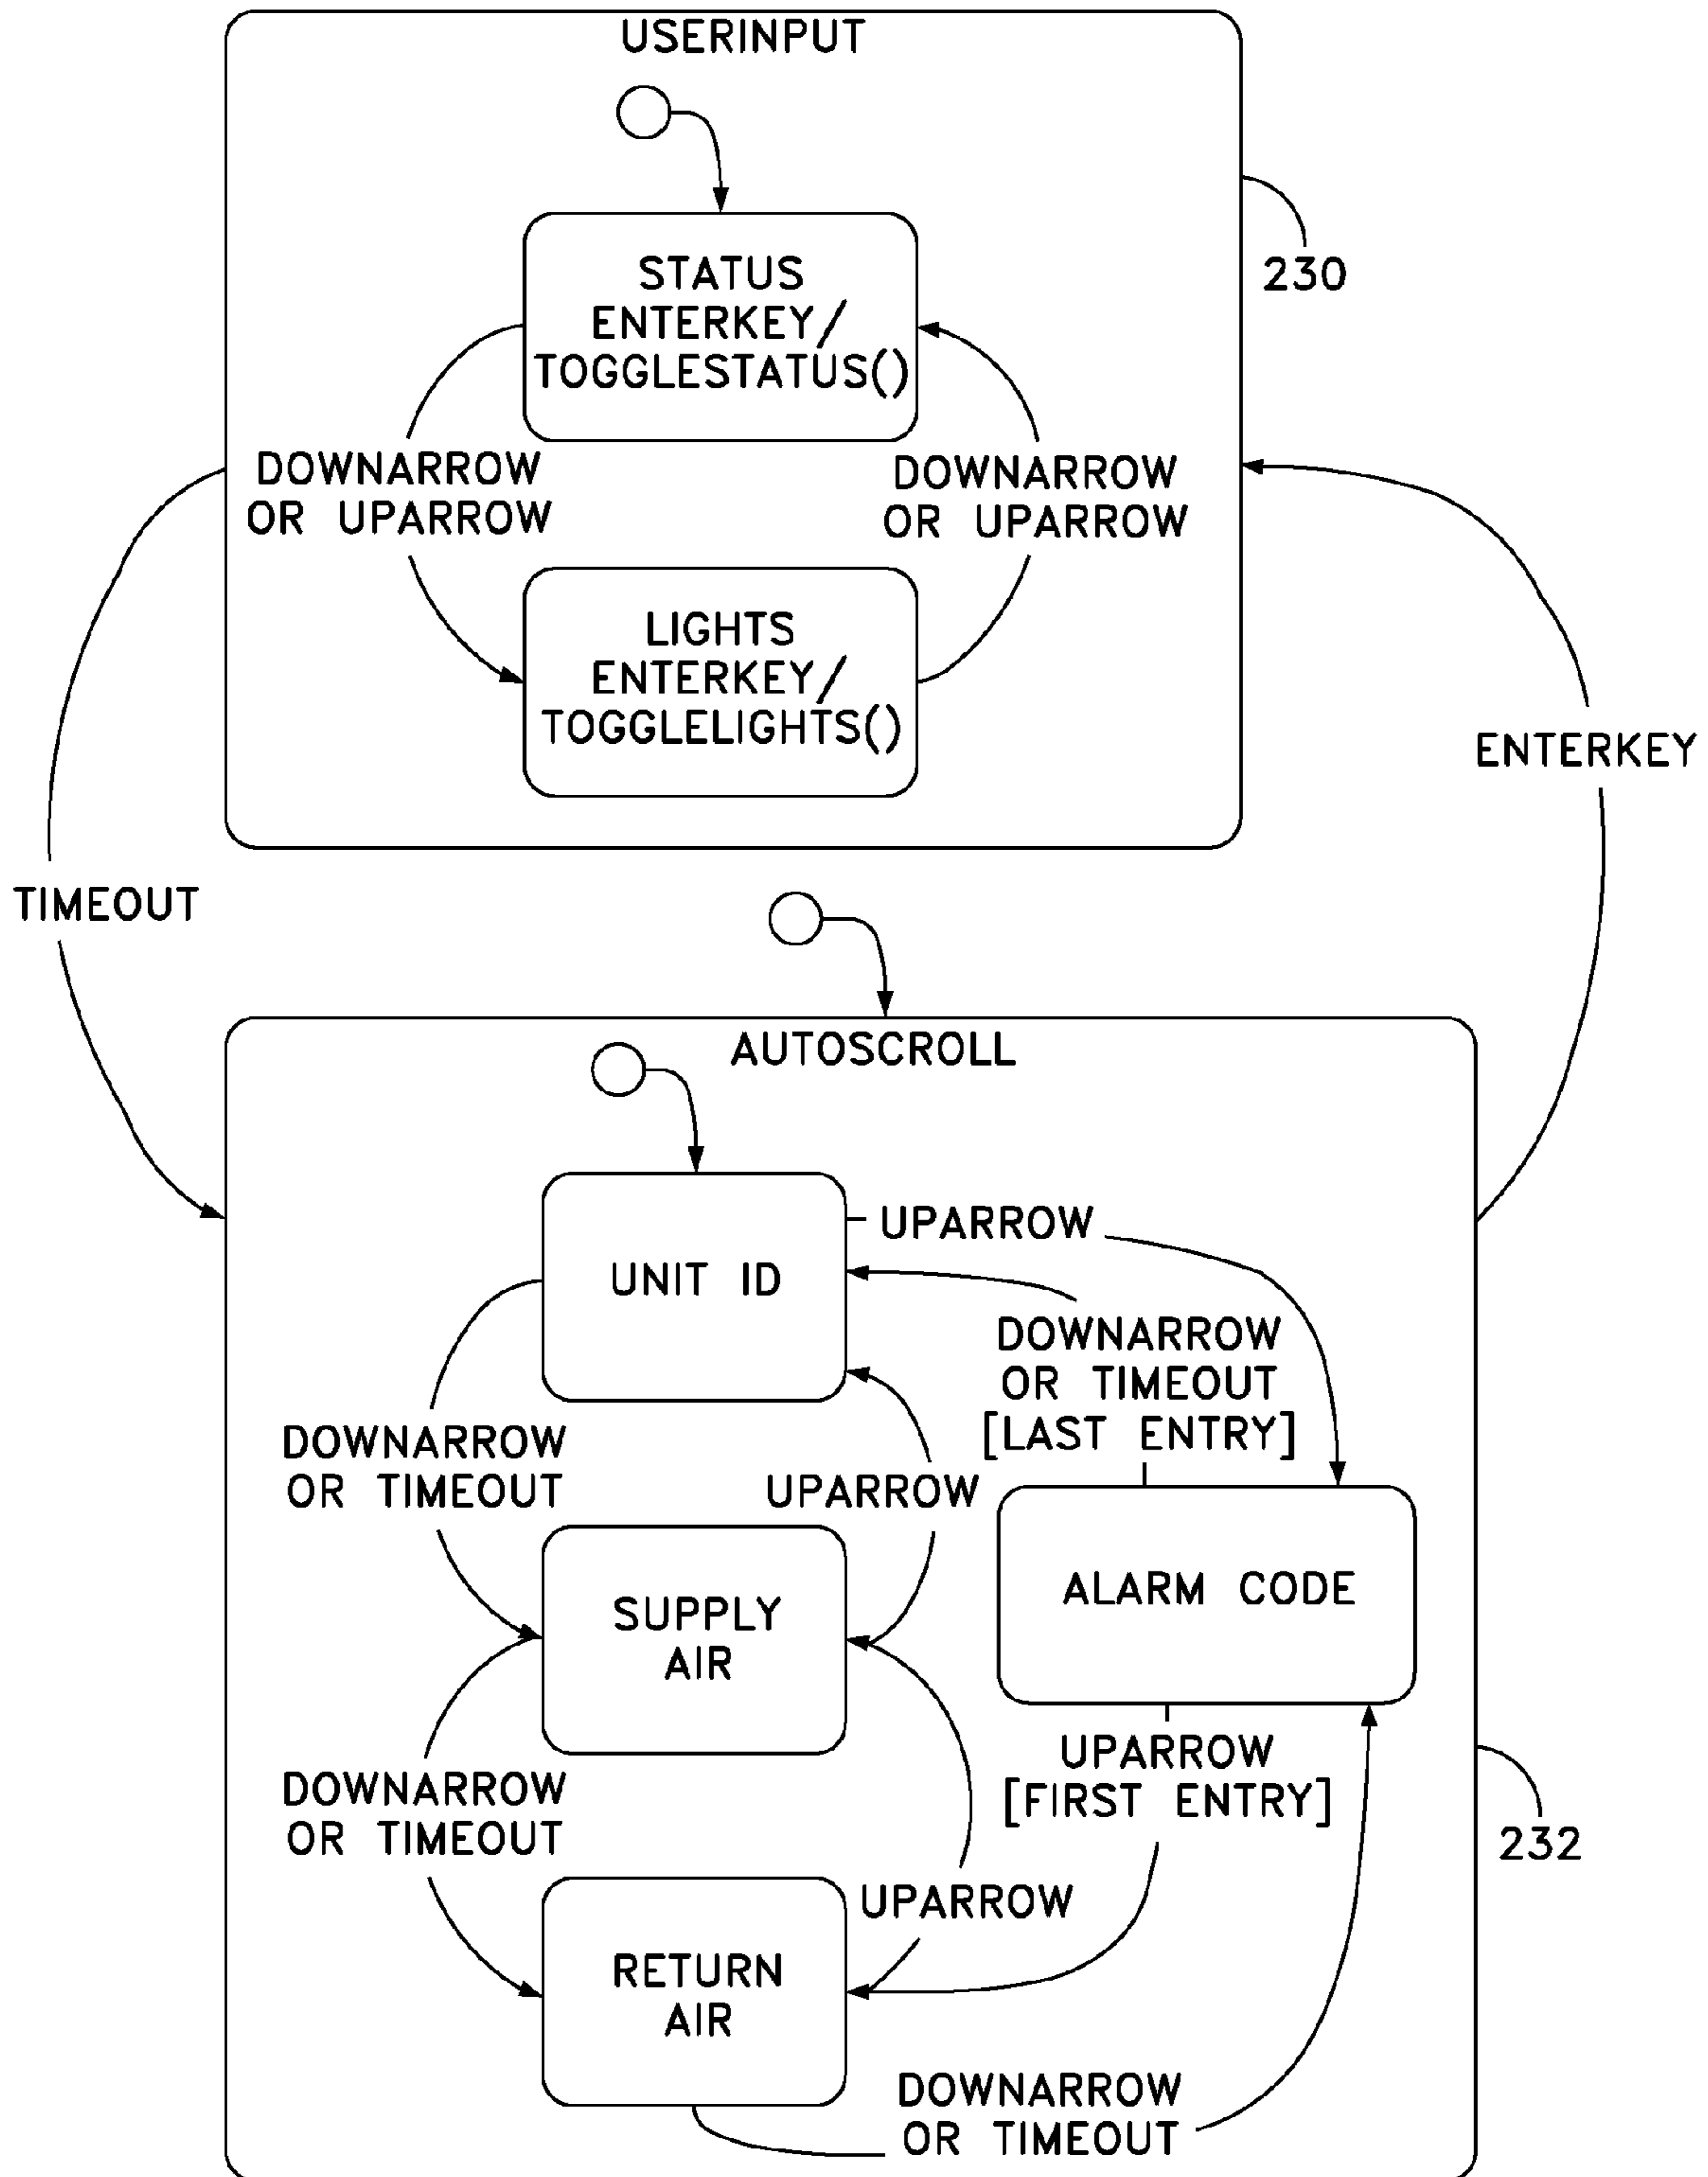 USERINPUT
STATUS
ENTERKEY/
TOGGLESTATUS()
230
DOWNARROW
OR UPARROW
DOWNARROW
OR UPARROW
LIGHTS
ENTERKEY/
TOGGLELIGHTS()
ENTERKEY
TIMEOUT
AUTOSCROLL
UNIT ID
UPARROW
DOWNARROW
OR TIMEOUT
[LAST ENTRY]
DOWNARROW
OR TIMEOUT
UPARROW
SUPPLY
AIR
ALARM CODE
UPARROW
[FIRST ENTRY]
DOWNARROW
OR TIMEOUT
232
UPARROW
RETURN
AIR
DOWNARROW
OR TIMEOUT